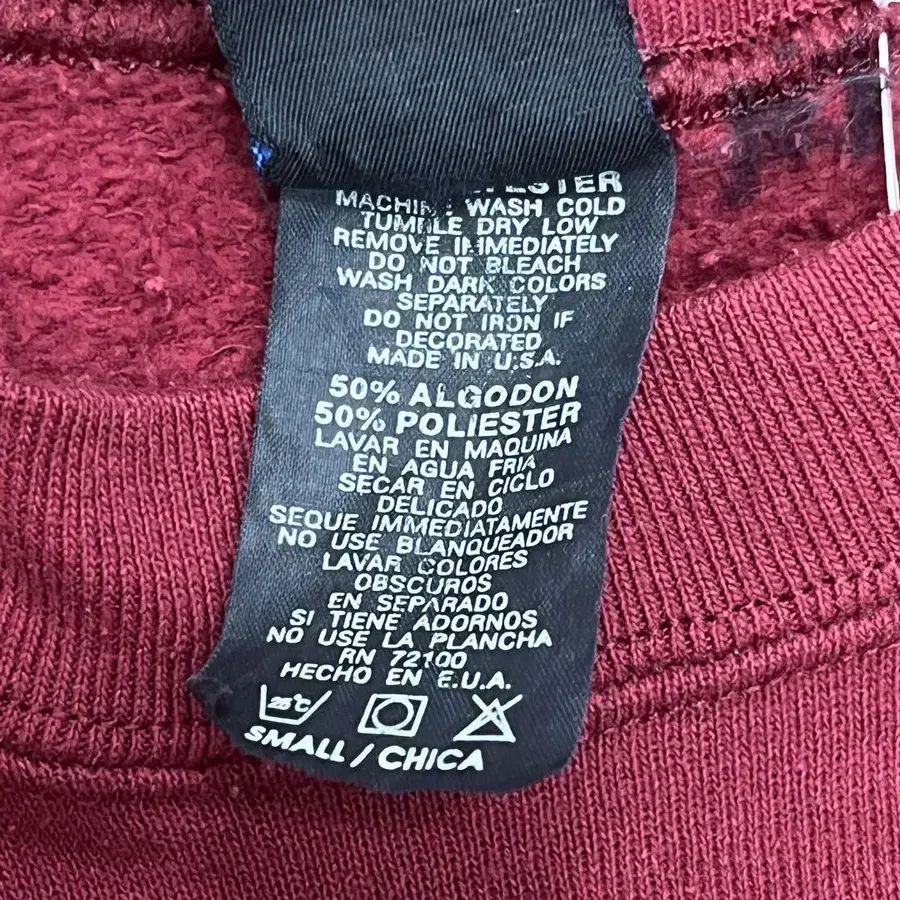 MACHINE WASH COLD
TUMBLE DRY LOW
REMOVE IMMEDIATELY
DO NOT BLEACH
WASH DARK COLORS
SEPARATELY
DO NOT IRON IF
DECORATED
MADE IN U.S.A.
50% ALGODON
50% POLIESTER
LAVAR EN MAQUINA
EN AGUA FRIA
SECAR EN CICLO
DELICADO
SEQUE IMMEDIATAMENTE
NO USE BLANQUEADOR
LAVAR COLORES
OBSCUROS
EN SEPARADO
SI TIENE ADORNOS
NO USE LA PLANCHA
RN 72100
HECHO EN E.U.A.
SMALL / CHICA